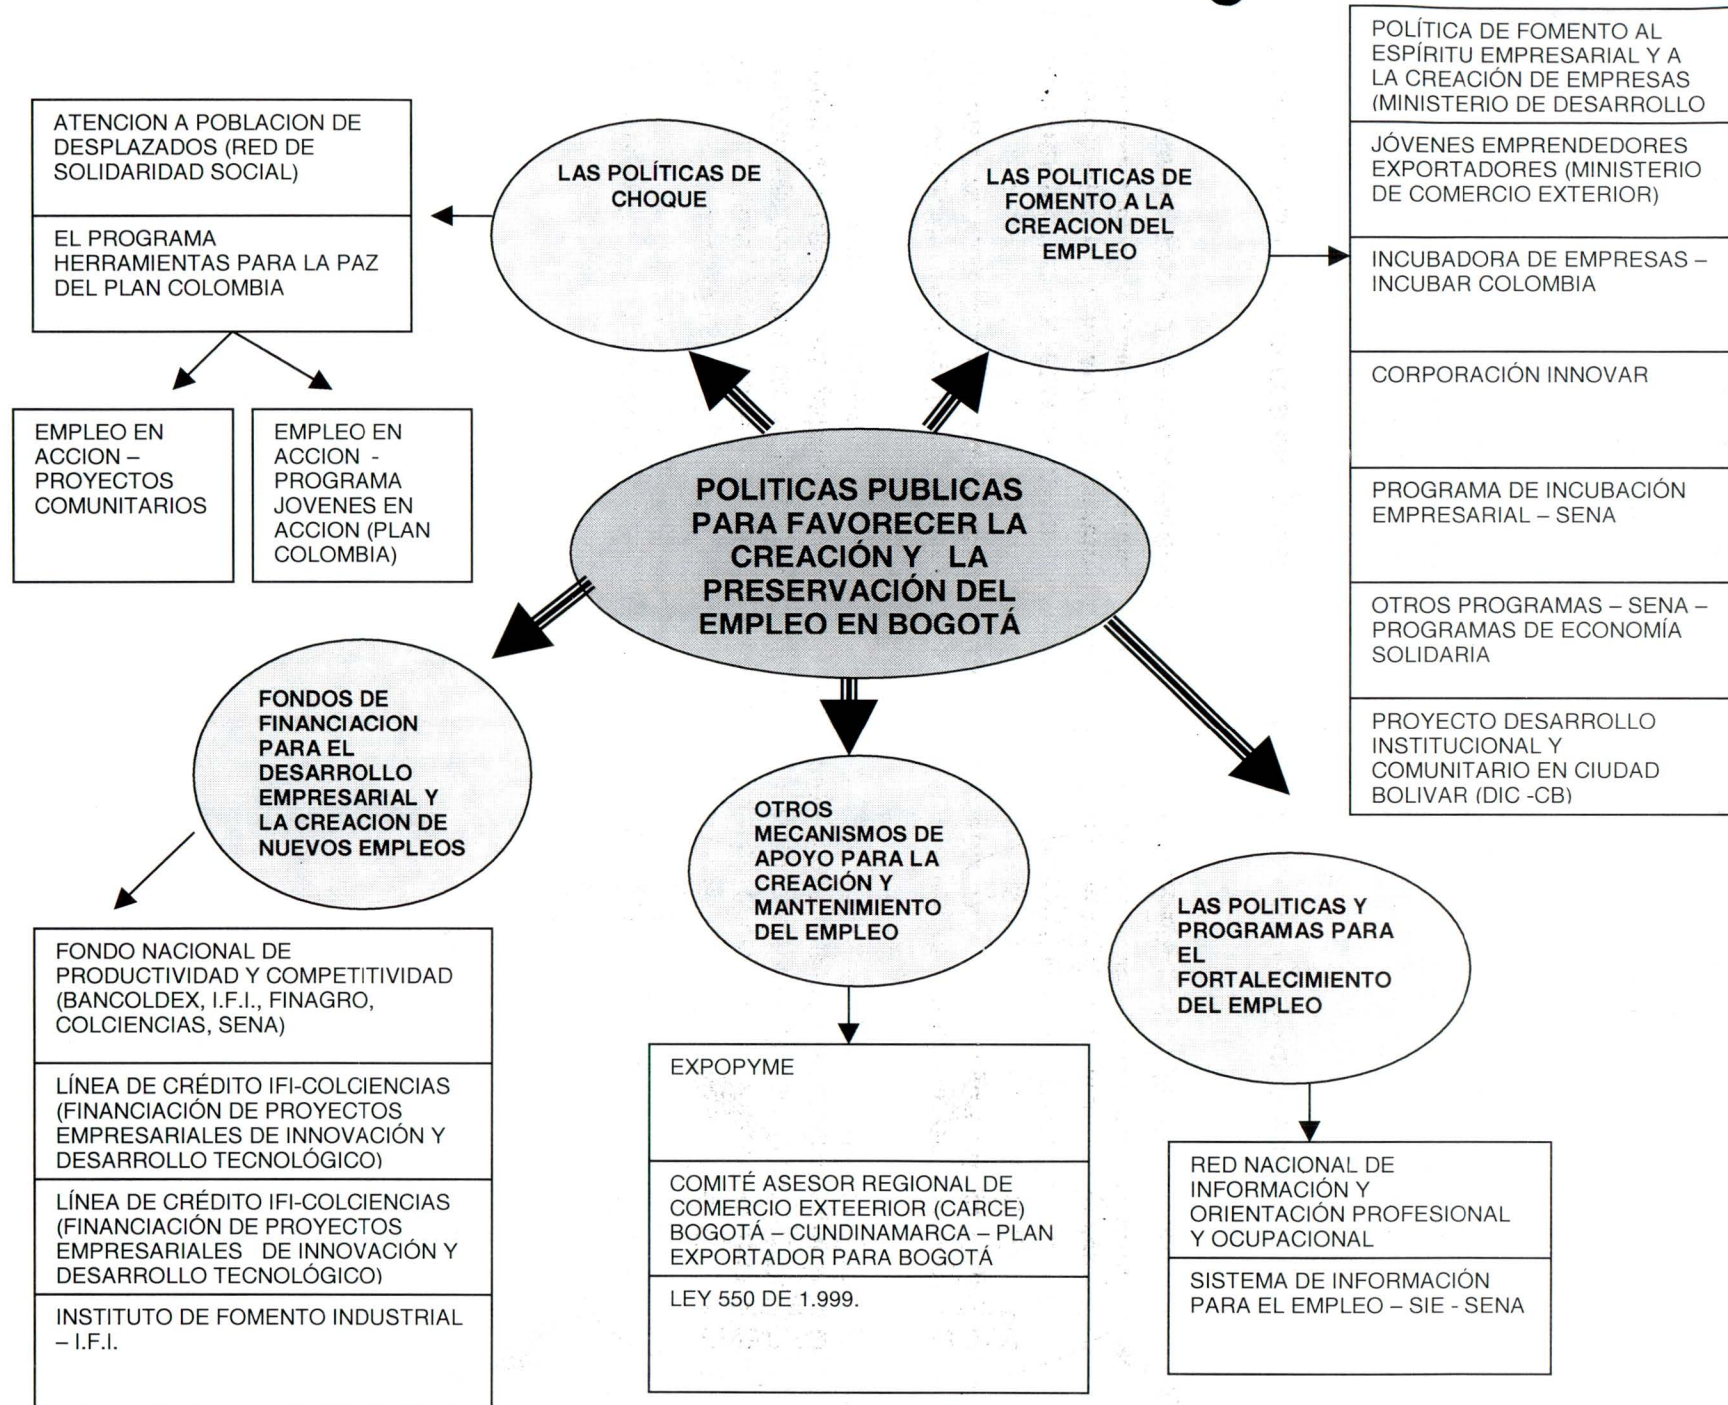 POLÍTICA DE FOMENTO AL
ESPÍRITU EMPRESARIAL Y A
LA CREACIÓN DE EMPRESAS
(MINISTERIO DE DESARROLLO
JÓVENES EMPRENDEDORES
EXPORTADORES (MINISTERIO
DE COMERCIO EXTERIOR)
INCUBADORA DE EMPRESAS –
INCUBAR COLOMBIA
CORPORACIÓN INNOVAR
PROGRAMA DE INCUBACIÓN
EMPRESARIAL – SENA
OTROS PROGRAMAS – SENA –
PROGRAMAS DE ECONOMÍA
SOLIDARIA
PROYECTO DESARROLLO
INSTITUCIONAL Y
COMUNITARIO EN CIUDAD
BOLIVAR (DIC -CB)
ATENCION A POBLACION DE
DESPLAZADOS (RED DE
SOLIDARIDAD SOCIAL)
EL PROGRAMA
HERRAMIENTAS PARA LA PAZ
DEL PLAN COLOMBIA
LAS POLÍTICAS DE
CHOQUE
LAS POLITICAS DE
FOMENTO A LA
CREACION DEL
EMPLEO
EMPLEO EN
ACCION –
PROYECTOS
COMUNITARIOS
EMPLEO EN
ACCION -
PROGRAMA
JOVENES EN
ACCION (PLAN
COLOMBIA)
POLITICAS PUBLICAS
PARA FAVORECER LA
CREACIÓN Y LA
PRESERVACIÓN DEL
EMPLEO EN BOGOTÁ
FONDOS DE
FINANCIACION
PARA EL
DESARROLLO
EMPRESARIAL Y
LA CREACION DE
NUEVOS EMPLEOS
OTROS
MECANISMOS DE
APOYO PARA LA
CREACIÓN Y
MANTENIMIENTO
DEL EMPLEO
LAS POLITICAS Y
PROGRAMAS PARA
EL
FORTALECIMIENTO
DEL EMPLEO
FONDO NACIONAL DE
PRODUCTIVIDAD Y COMPETITIVIDAD
(BANCOLDEX, I.F.I., FINAGRO,
COLCIENCIAS, SENA)
LÍNEA DE CRÉDITO IFI-COLCIENCIAS
(FINANCIACIÓN DE PROYECTOS
EMPRESARIALES DE INNOVACIÓN Y
DESARROLLO TECNOLÓGICO)
LÍNEA DE CRÉDITO IFI-COLCIENCIAS
(FINANCIACIÓN DE PROYECTOS
EMPRESARIALES DE INNOVACIÓN Y
DESARROLLO TECNOLÓGICO)
INSTITUTO DE FOMENTO INDUSTRIAL
– I.F.I.
EXPOPYME
COMITÉ ASESOR REGIONAL DE
COMERCIO EXTEERIOR (CARCE)
BOGOTÁ – CUNDINAMARCA – PLAN
EXPORTADOR PARA BOGOTÁ
LEY 550 DE 1.999.
RED NACIONAL DE
INFORMACIÓN Y
ORIENTACIÓN PROFESIONAL
Y OCUPACIONAL
SISTEMA DE INFORMACIÓN
PARA EL EMPLEO – SIE - SENA